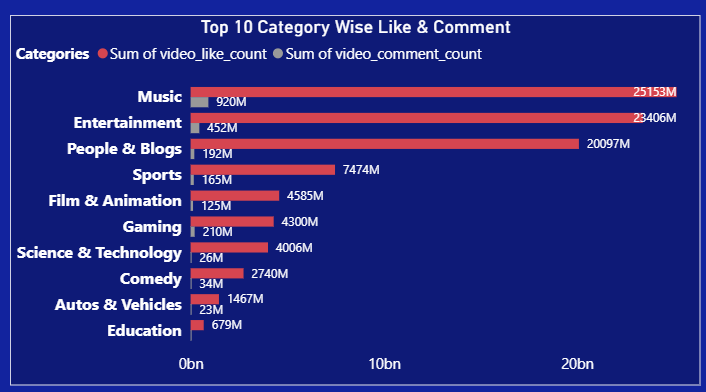 Top 10 Category Wise Like & Comment
Categories Sum of video_like_count Sum of video_comment_count
Music 25153M
920M
Entertainment 23406M
452M
People & Blogs 20097M
192M
Sports 7474M
165M
Film & Animation 4585M
125M
Gaming 4300M
210M
Science & Technology 4006M
26M
Comedy 2740M
34M
Autos & Vehicles 1467M
23M
Education 679M
0bn 10bn 20bn